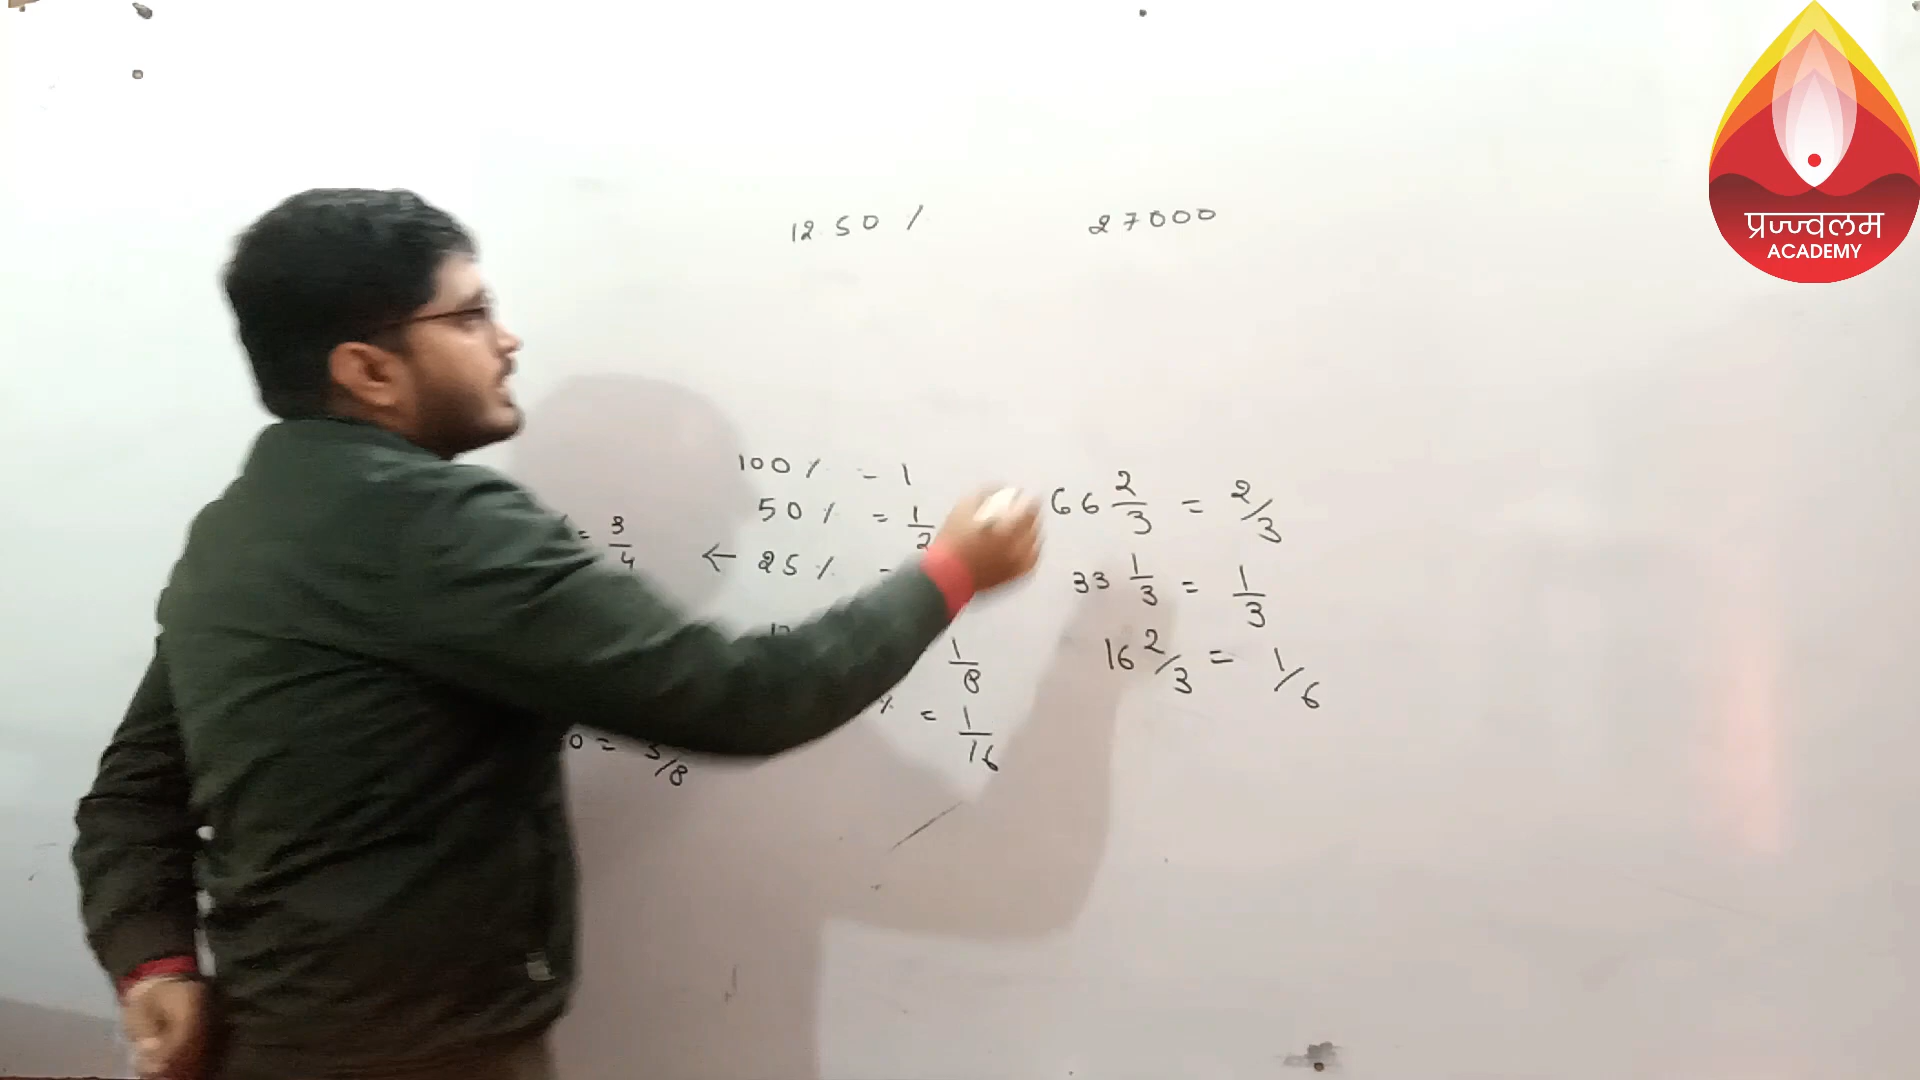 प्रज्ज्वलम
ACADEMY
12.50 % 27000
100 % = 1
50 % = 1/2
= 3/4 ← 25 % =
1/8
% = 1/16
0 = 3/8
66 2/3 = 2/3
33 1/3 = 1/3
16 2/3 = 1/6